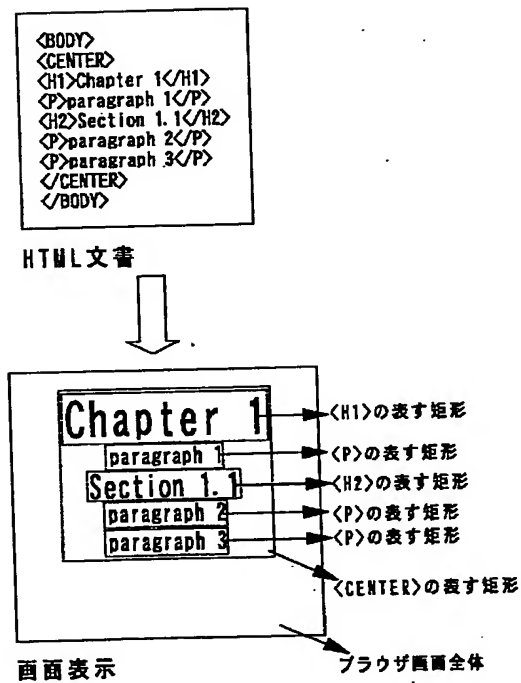 <BODY>
<CENTER>
<H1>Chapter 1</H1>
<P>paragraph 1</P>
<H2>Section 1.1</H2>
<P>paragraph 2</P>
<P>paragraph 3</P>
</CENTER>
</BODY>
HTML文書
Chapter 1
<H1>の表す矩形
paragraph 1
<P>の表す矩形
Section 1.1
<H2>の表す矩形
paragraph 2
<P>の表す矩形
paragraph 3
<P>の表す矩形
<CENTER>の表す矩形
ブラウザ画面全体
画面表示